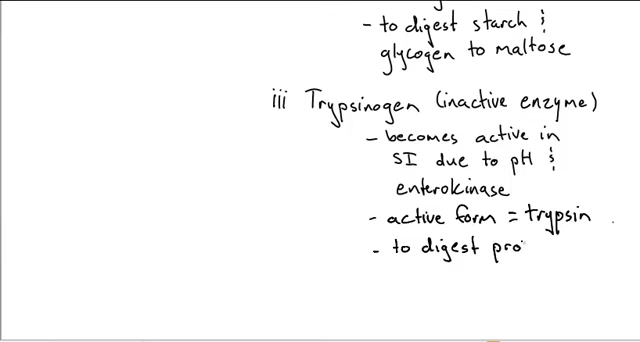 - to digest starch &
glycogen to maltose
iii Trypsinogen (inactive enzyme)
- becomes active in
SI due to pH &
enterokinase
- active form = trypsin
- to digest pro